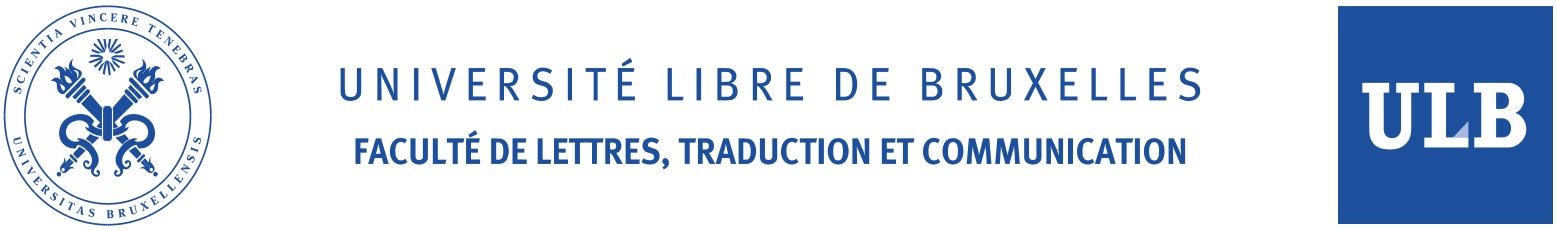 SCIENTIA VINCERE TENEBRAS
UNIVERSITAS BRUXELLENSIS
UNIVERSITÉ LIBRE DE BRUXELLES
FACULTÉ DE LETTRES, TRADUCTION ET COMMUNICATION
ULB